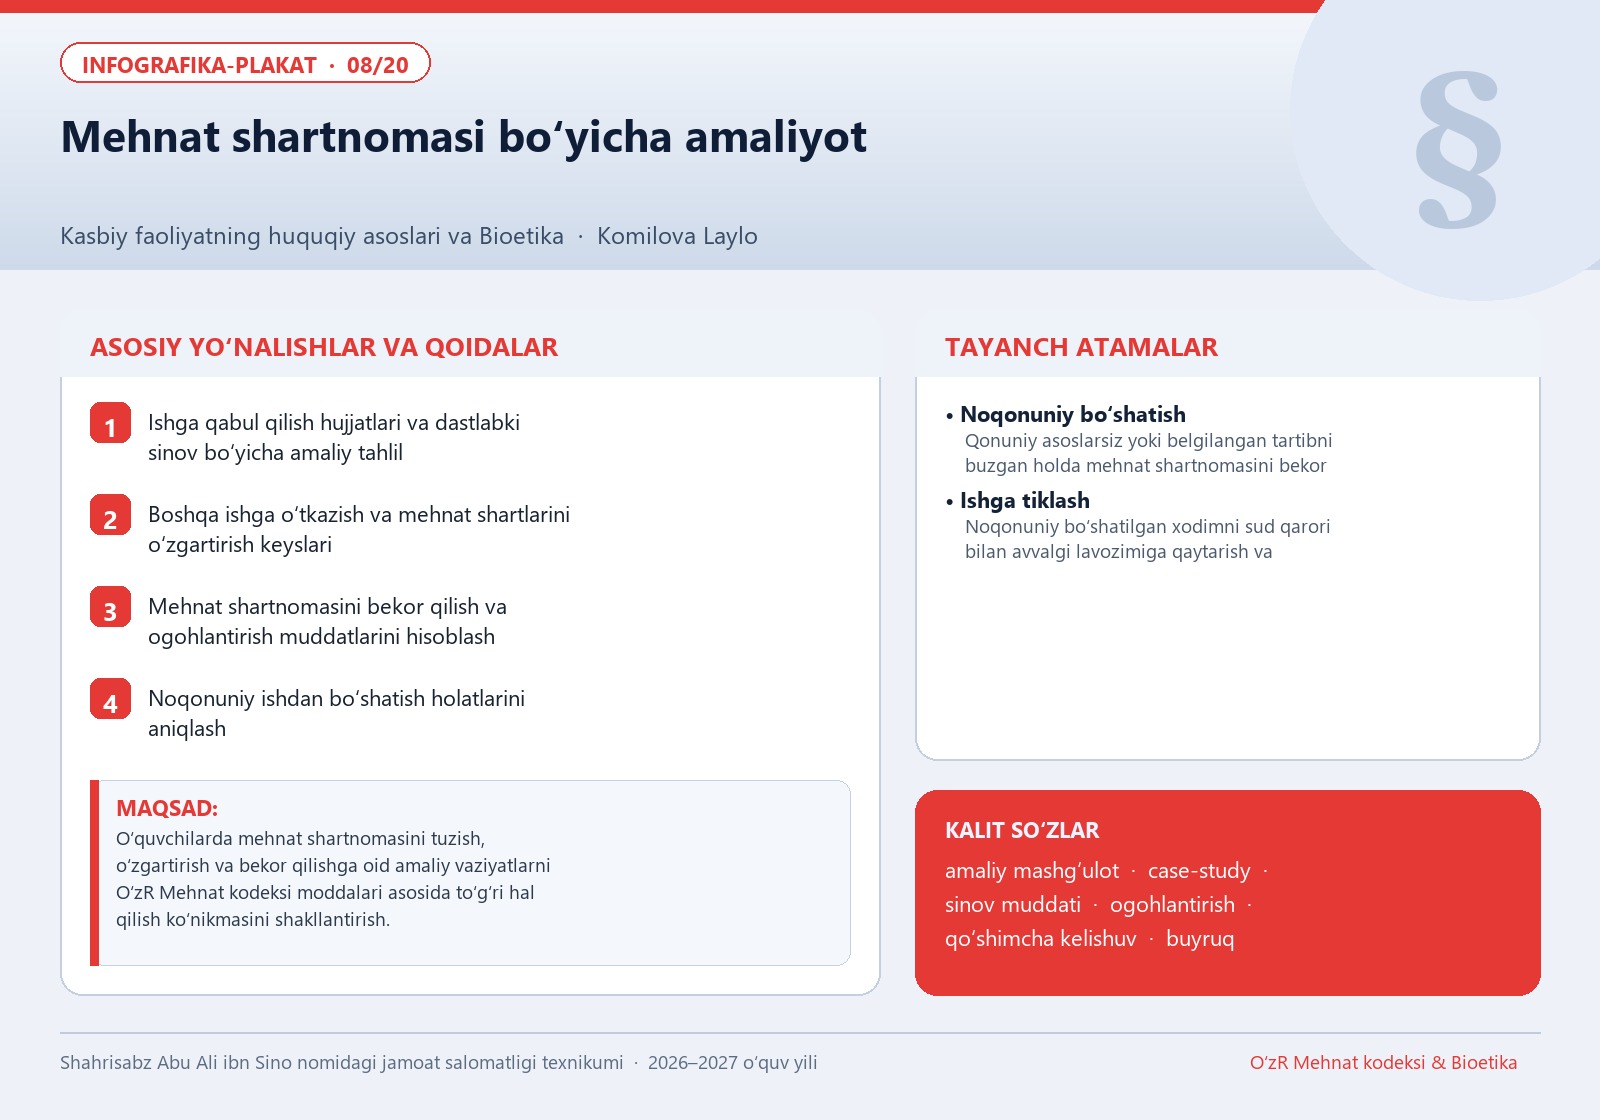 INFOGRAFIKA-PLAKAT · 08/20
Mehnat shartnomasi bo‘yicha amaliyot
Kasbiy faoliyatning huquqiy asoslari va Bioetika · Komilova Laylo
§
ASOSIY YO‘NALISHLAR VA QOIDALAR
1 Ishga qabul qilish hujjatlari va dastlabki
sinov bo‘yicha amaliy tahlil
2 Boshqa ishga o‘tkazish va mehnat shartlarini
o‘zgartirish keyslari
3 Mehnat shartnomasini bekor qilish va
ogohlantirish muddatlarini hisoblash
4 Noqonuniy ishdan bo‘shatish holatlarini
aniqlash
MAQSAD:
O‘quvchilarda mehnat shartnomasini tuzish,
o‘zgartirish va bekor qilishga oid amaliy vaziyatlarni
O‘zR Mehnat kodeksi moddalari asosida to‘g‘ri hal
qilish ko‘nikmasini shakllantirish.
TAYANCH ATAMALAR
• Noqonuniy bo‘shatish
Qonuniy asoslarsiz yoki belgilangan tartibni
buzgan holda mehnat shartnomasini bekor
• Ishga tiklash
Noqonuniy bo‘shatilgan xodimni sud qarori
bilan avvalgi lavozimiga qaytarish va
KALIT SO‘ZLAR
amaliy mashg‘ulot · case-study ·
sinov muddati · ogohlantirish ·
qo‘shimcha kelishuv · buyruq
Shahrisabz Abu Ali ibn Sino nomidagi jamoat salomatligi texnikumi · 2026–2027 o‘quv yili
O‘zR Mehnat kodeksi & Bioetika